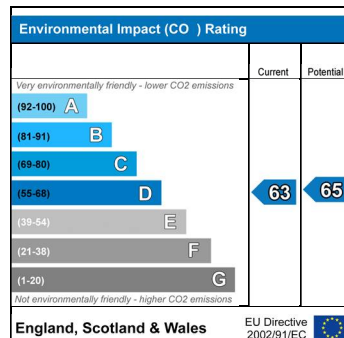 Environmental Impact (CO ) Rating
Current Potential
Very environmentally friendly - lower CO2 emissions
(92-100) A
(81-91) B
(69-80) C
(55-68) D 63 65
(39-54) E
(21-38) F
(1-20) G
Not environmentally friendly - higher CO2 emissions
England, Scotland & Wales
EU Directive
2002/91/EC